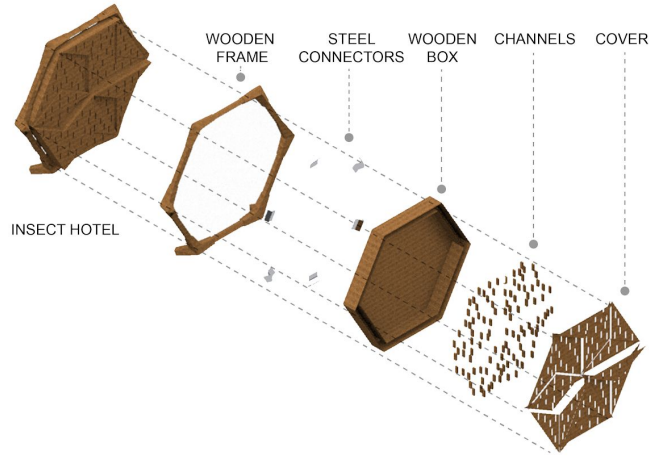 WOODEN
FRAME
STEEL
CONNECTORS
WOODEN
BOX
CHANNELS
COVER
INSECT HOTEL